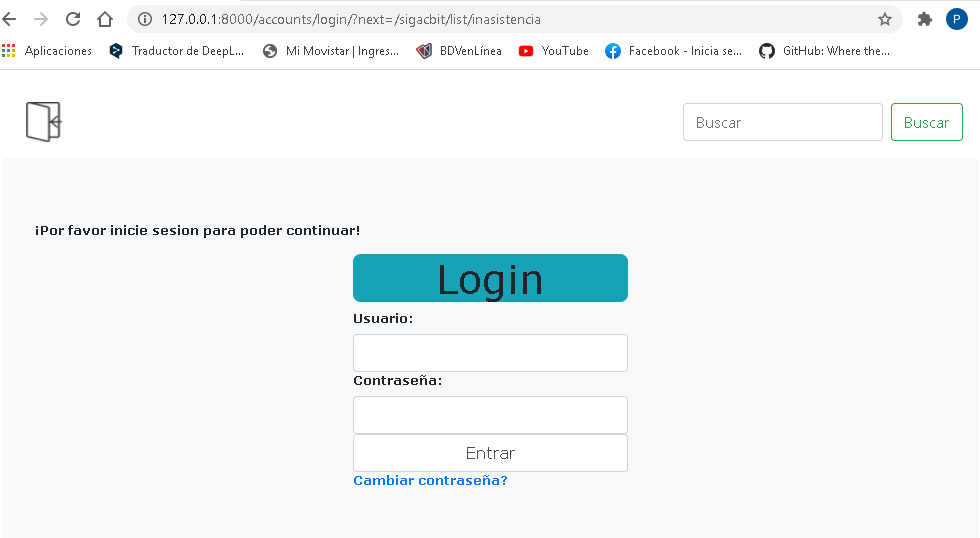 127.0.0.1:8000/accounts/login/?next=/sigacbit/list/inasistencia
P
Aplicaciones Traductor de DeepL... Mi Movistar | Ingres... BDVenLínea YouTube Facebook - Inicia se... GitHub: Where the...
Buscar Buscar
¡Por favor inicie sesion para poder continuar!
Login
Usuario:
Contraseña:
Entrar
Cambiar contraseña?